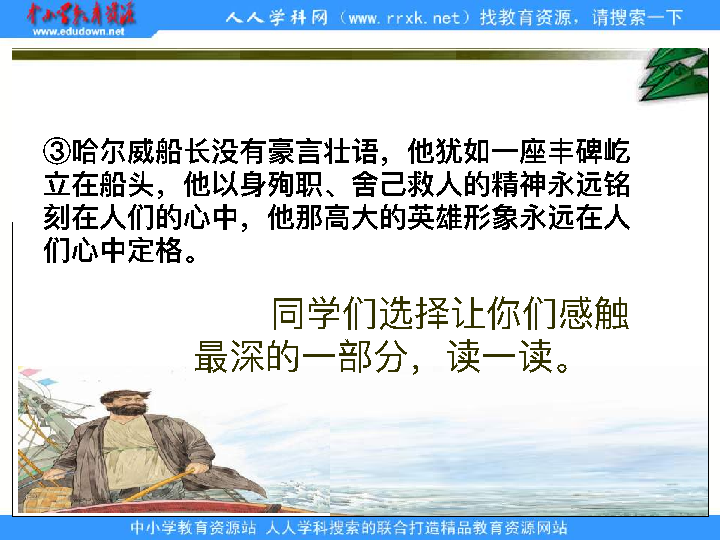 中小学教育资源
www.edudown.net
人人学科网（www.rrxk.net）找教育资源，请搜索一下
③哈尔威船长没有豪言壮语，他犹如一座丰碑屹
立在船头，他以身殉职、舍己救人的精神永远铭
刻在人们的心中，他那高大的英雄形象永远在人
们心中定格。
同学们选择让你们感触
最深的一部分，读一读。
中小学教育资源站 人人学科搜索的联合打造精品教育资源网站